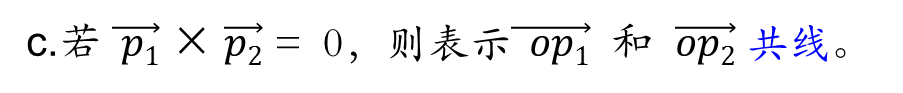 c.若 $\overrightarrow{p_1} \times \overrightarrow{p_2} = 0$，则表示 $\overrightarrow{op_1}$ 和 $\overrightarrow{op_2}$ 共线。